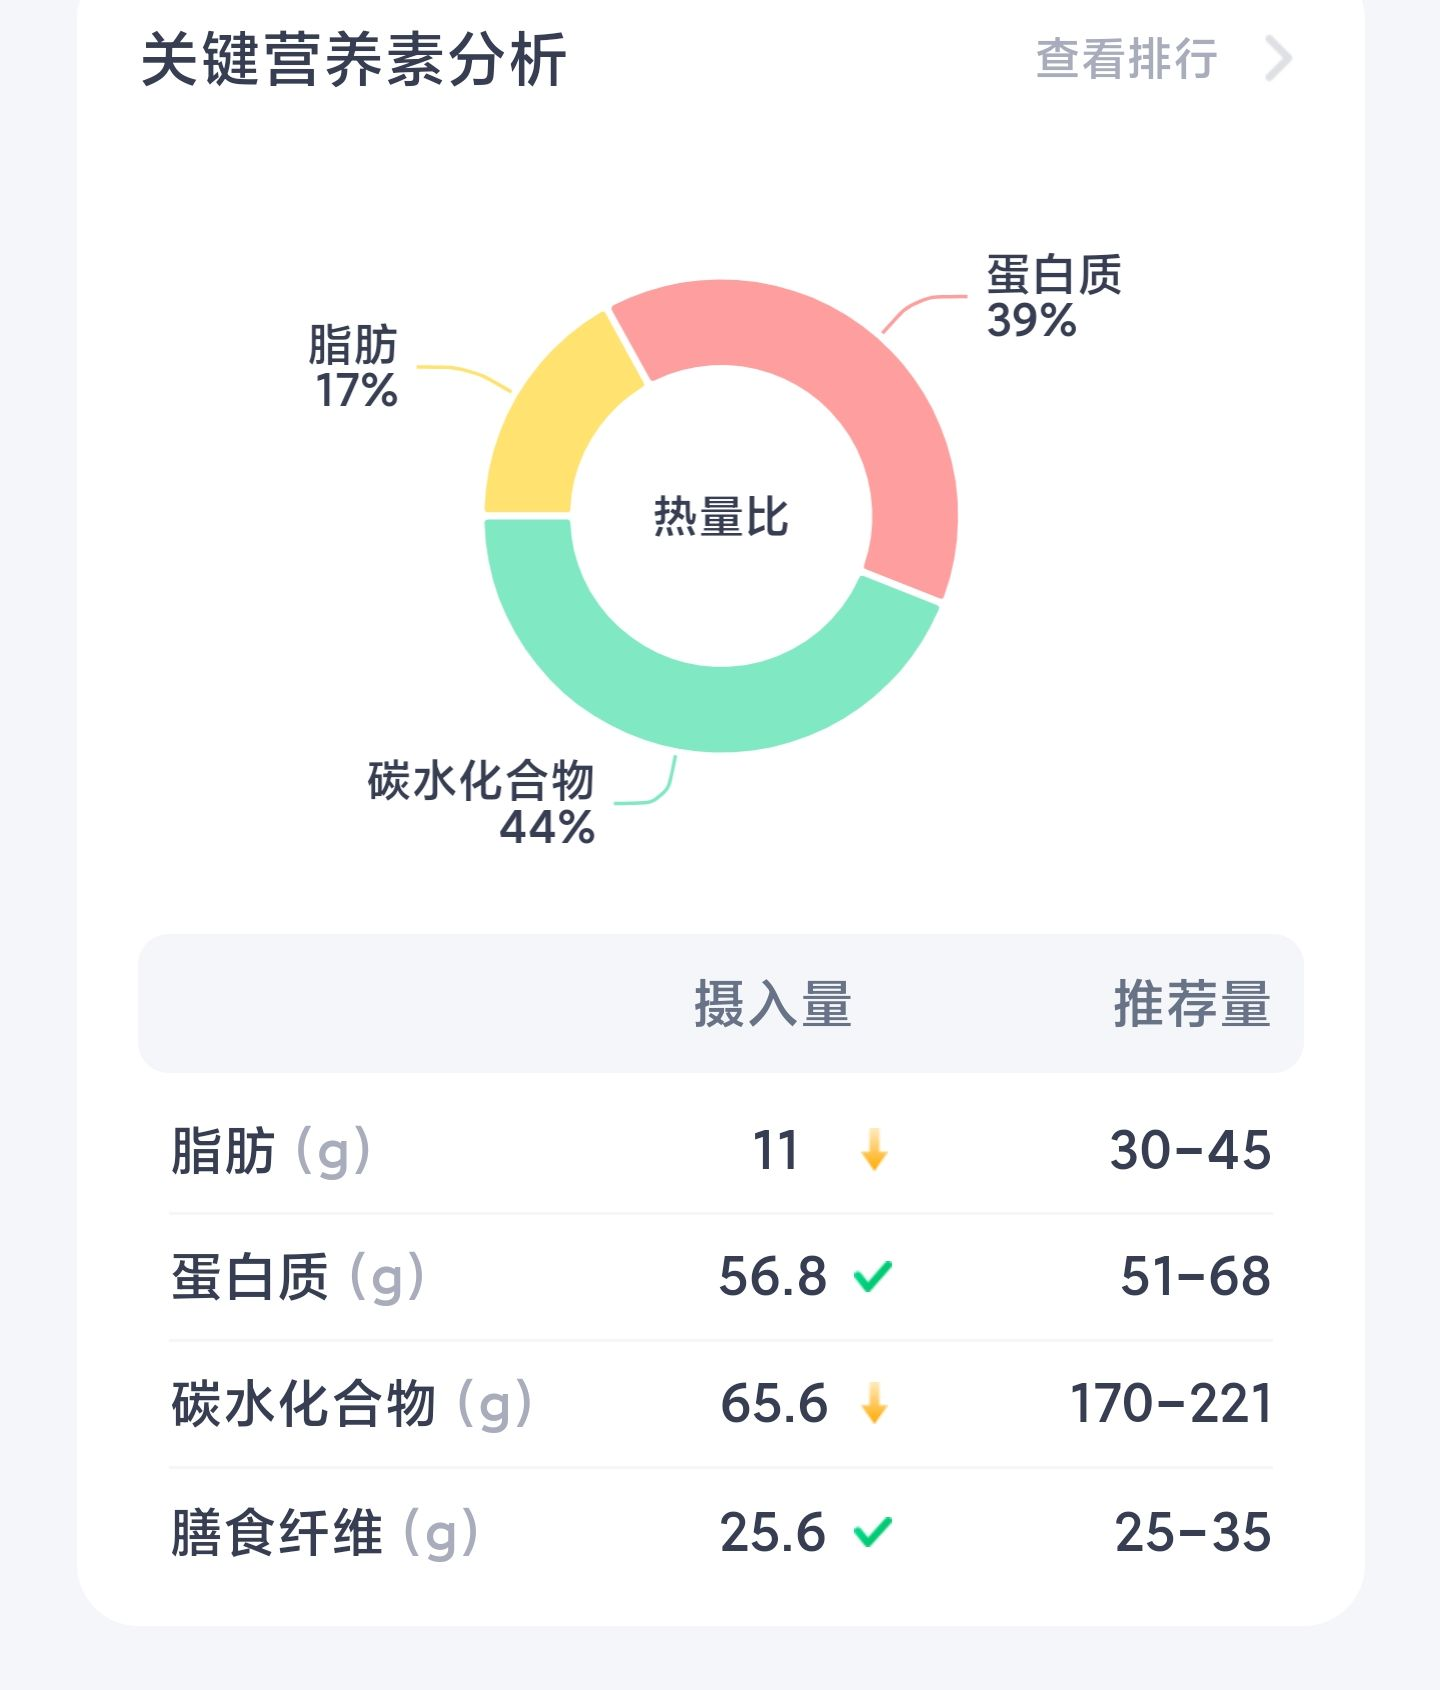 关键营养素分析 查看排行
蛋白质
39%
脂肪
17%
热量比
碳水化合物
44%
摄入量 推荐量
脂肪 (g) 11 30-45
蛋白质 (g) 56.8 51-68
碳水化合物 (g) 65.6 170-221
膳食纤维 (g) 25.6 25-35